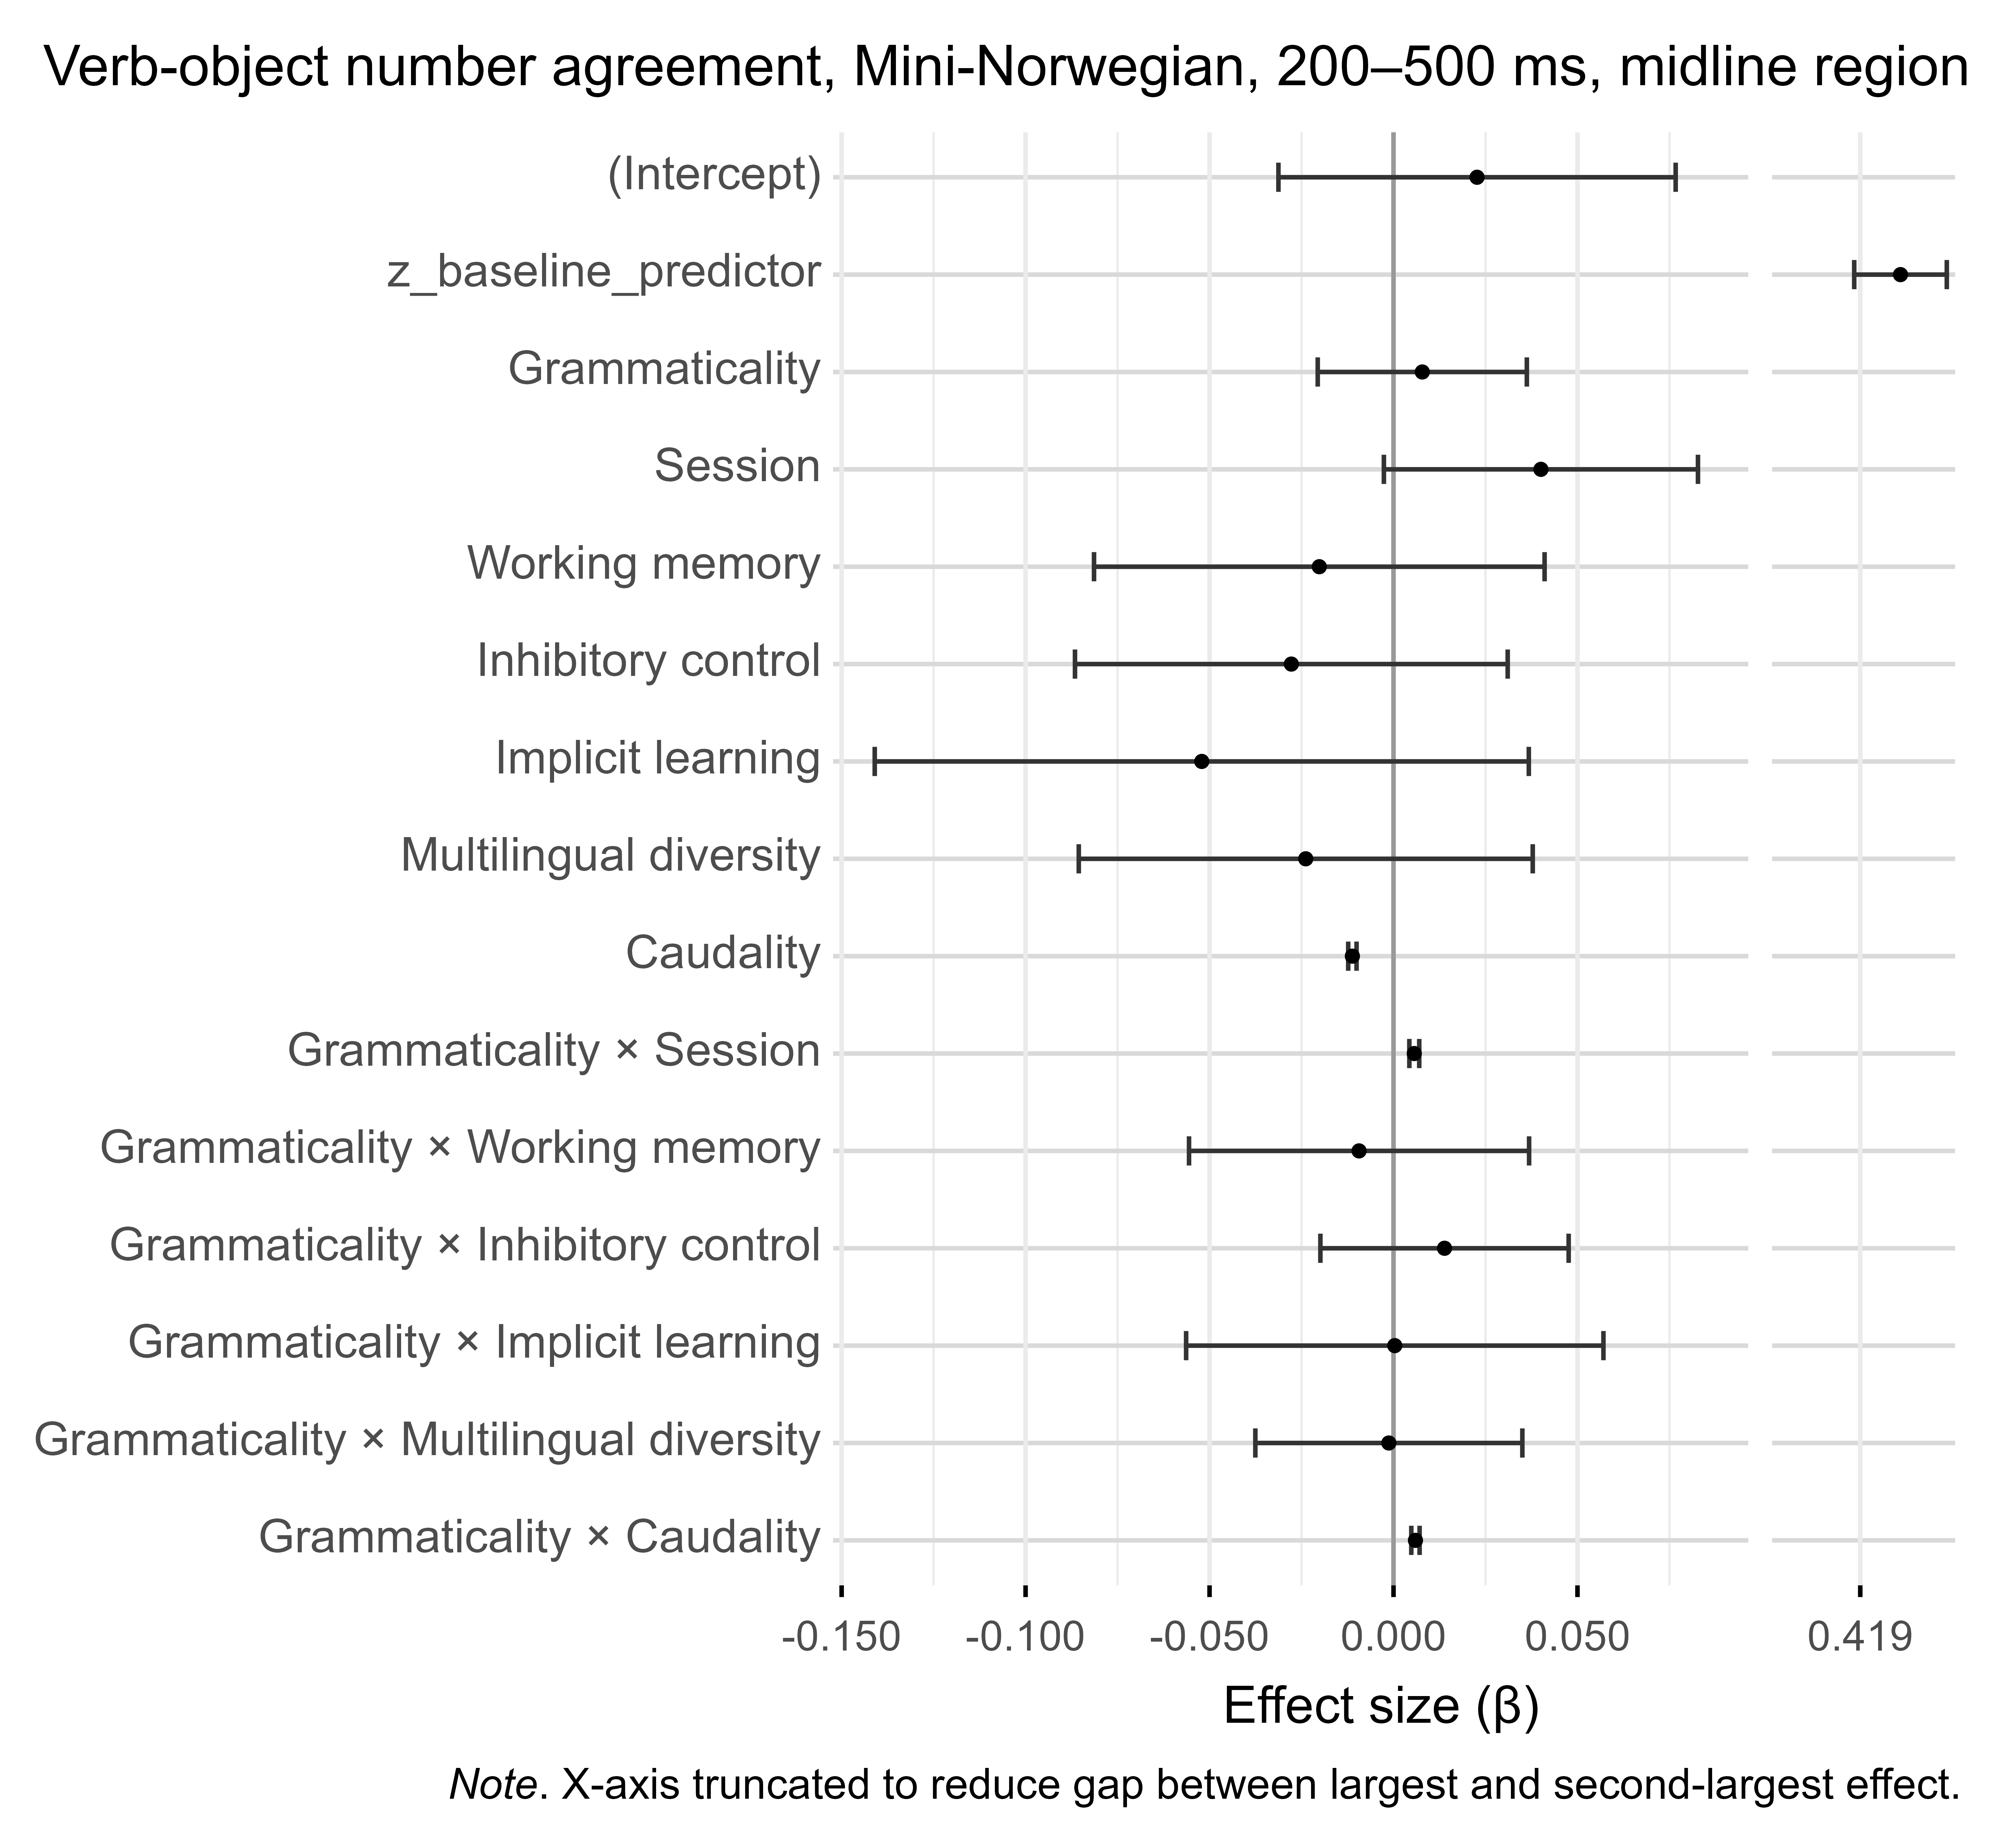 Verb-object number agreement, Mini-Norwegian, 200–500 ms, midline region
(Intercept)
z_baseline_predictor
Grammaticality
Session
Working memory
Inhibitory control
Implicit learning
Multilingual diversity
Caudality
Grammaticality × Session
Grammaticality × Working memory
Grammaticality × Inhibitory control
Grammaticality × Implicit learning
Grammaticality × Multilingual diversity
Grammaticality × Caudality
-0.150 -0.100 -0.050 0.000 0.050 0.419
Effect size (β)
Note. X-axis truncated to reduce gap between largest and second-largest effect.